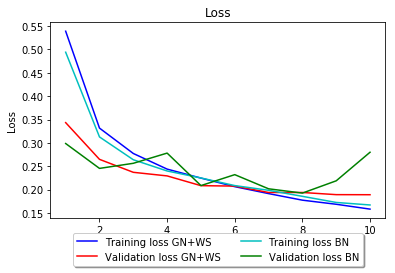 Loss
0.55
0.50
0.45
0.40
0.35
0.30
0.25
0.20
0.15
Loss
2 4 6 8 10
Training loss GN+WS
Validation loss GN+WS
Training loss BN
Validation loss BN